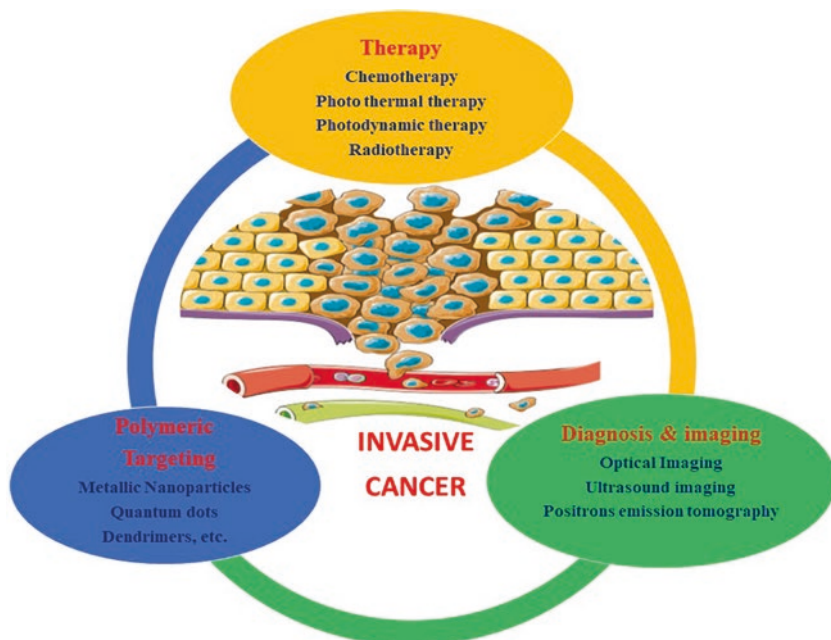 Therapy
Chemotherapy
Photo thermal therapy
Photodynamic therapy
Radiotherapy
Polymeric
Targeting
Metallic Nanoparticles
Quantum dots
Dendrimers, etc.
INVASIVE
CANCER
Diagnosis & imaging
Optical Imaging
Ultrasound imaging
Positrons emission tomography